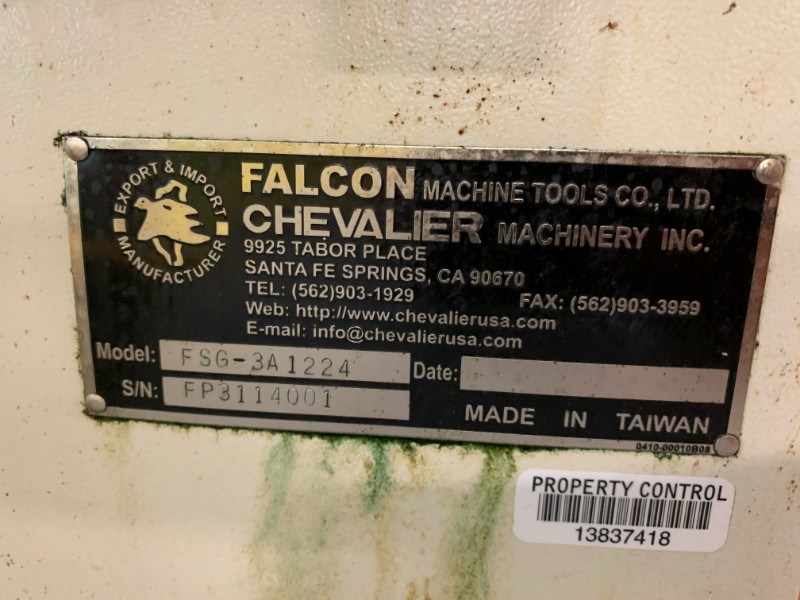 EXPORT & IMPORT
MANUFACTURER
FALCON MACHINE TOOLS CO., LTD.
CHEVALIER MACHINERY INC.
9925 TABOR PLACE
SANTA FE SPRINGS, CA 90670
TEL: (562)903-1929 FAX: (562)903-3959
Web: http://www.chevalierusa.com
E-mail: info@chevalierusa.com
Model: FSG-3A1224 Date:
S/N: FP3114001
MADE IN TAIWAN
0410-00010B08
PROPERTY CONTROL
13837418